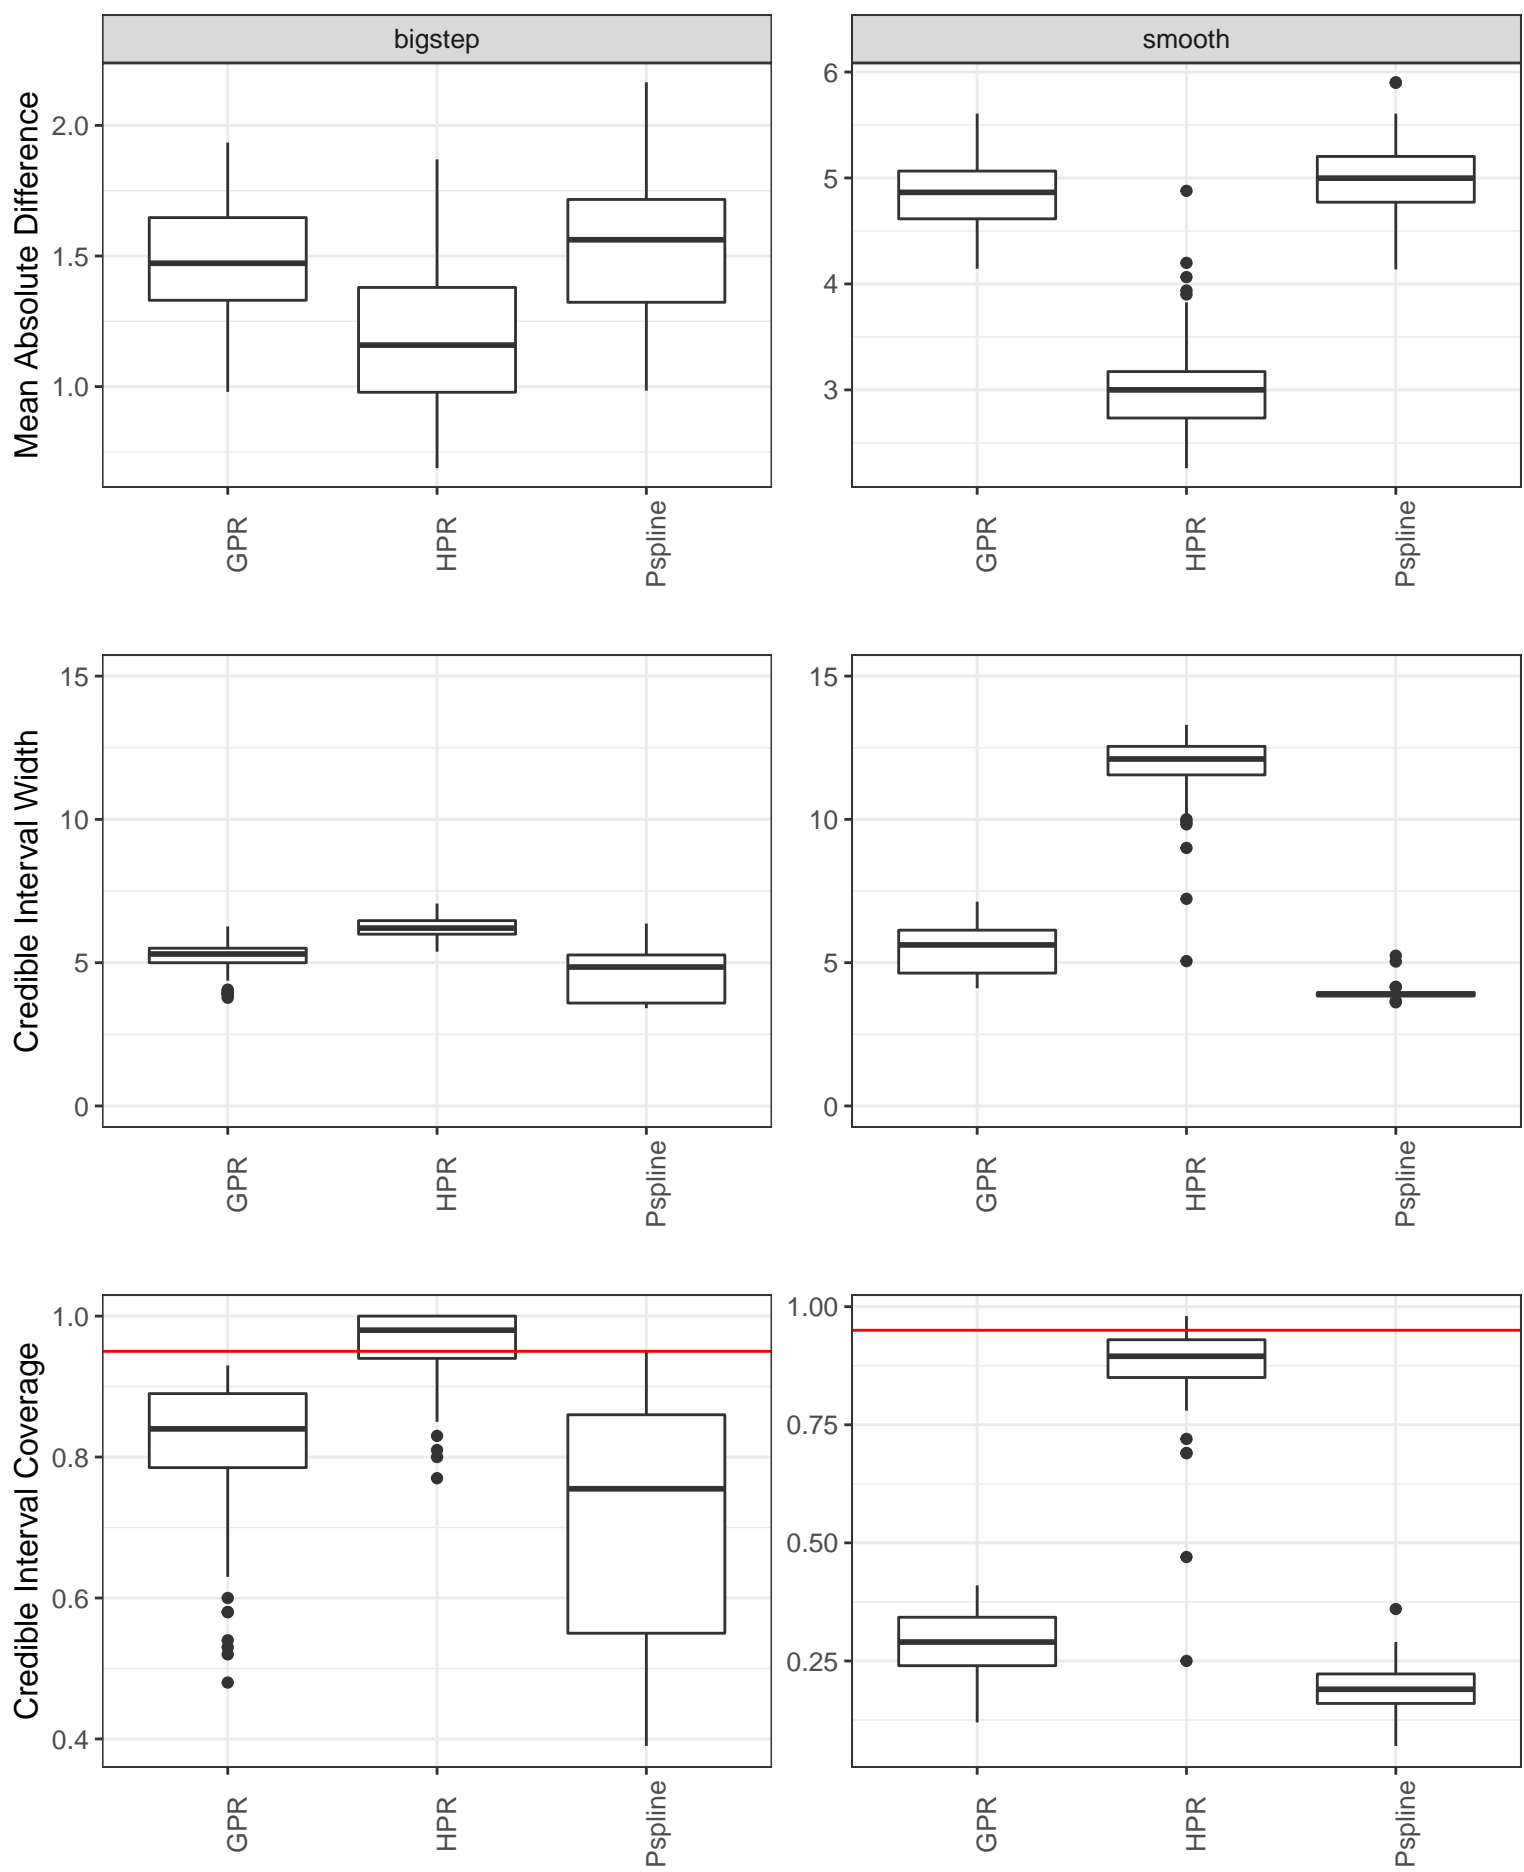 bigstep
smooth
Mean Absolute Difference
2.0
1.5
1.0
6
5
4
3
GPR
HPR
Pspline
GPR
HPR
Pspline
Credible Interval Width
15
10
5
0
15
10
5
0
GPR
HPR
Pspline
GPR
HPR
Pspline
Credible Interval Coverage
1.0
0.8
0.6
0.4
1.00
0.75
0.50
0.25
GPR
HPR
Pspline
GPR
HPR
Pspline